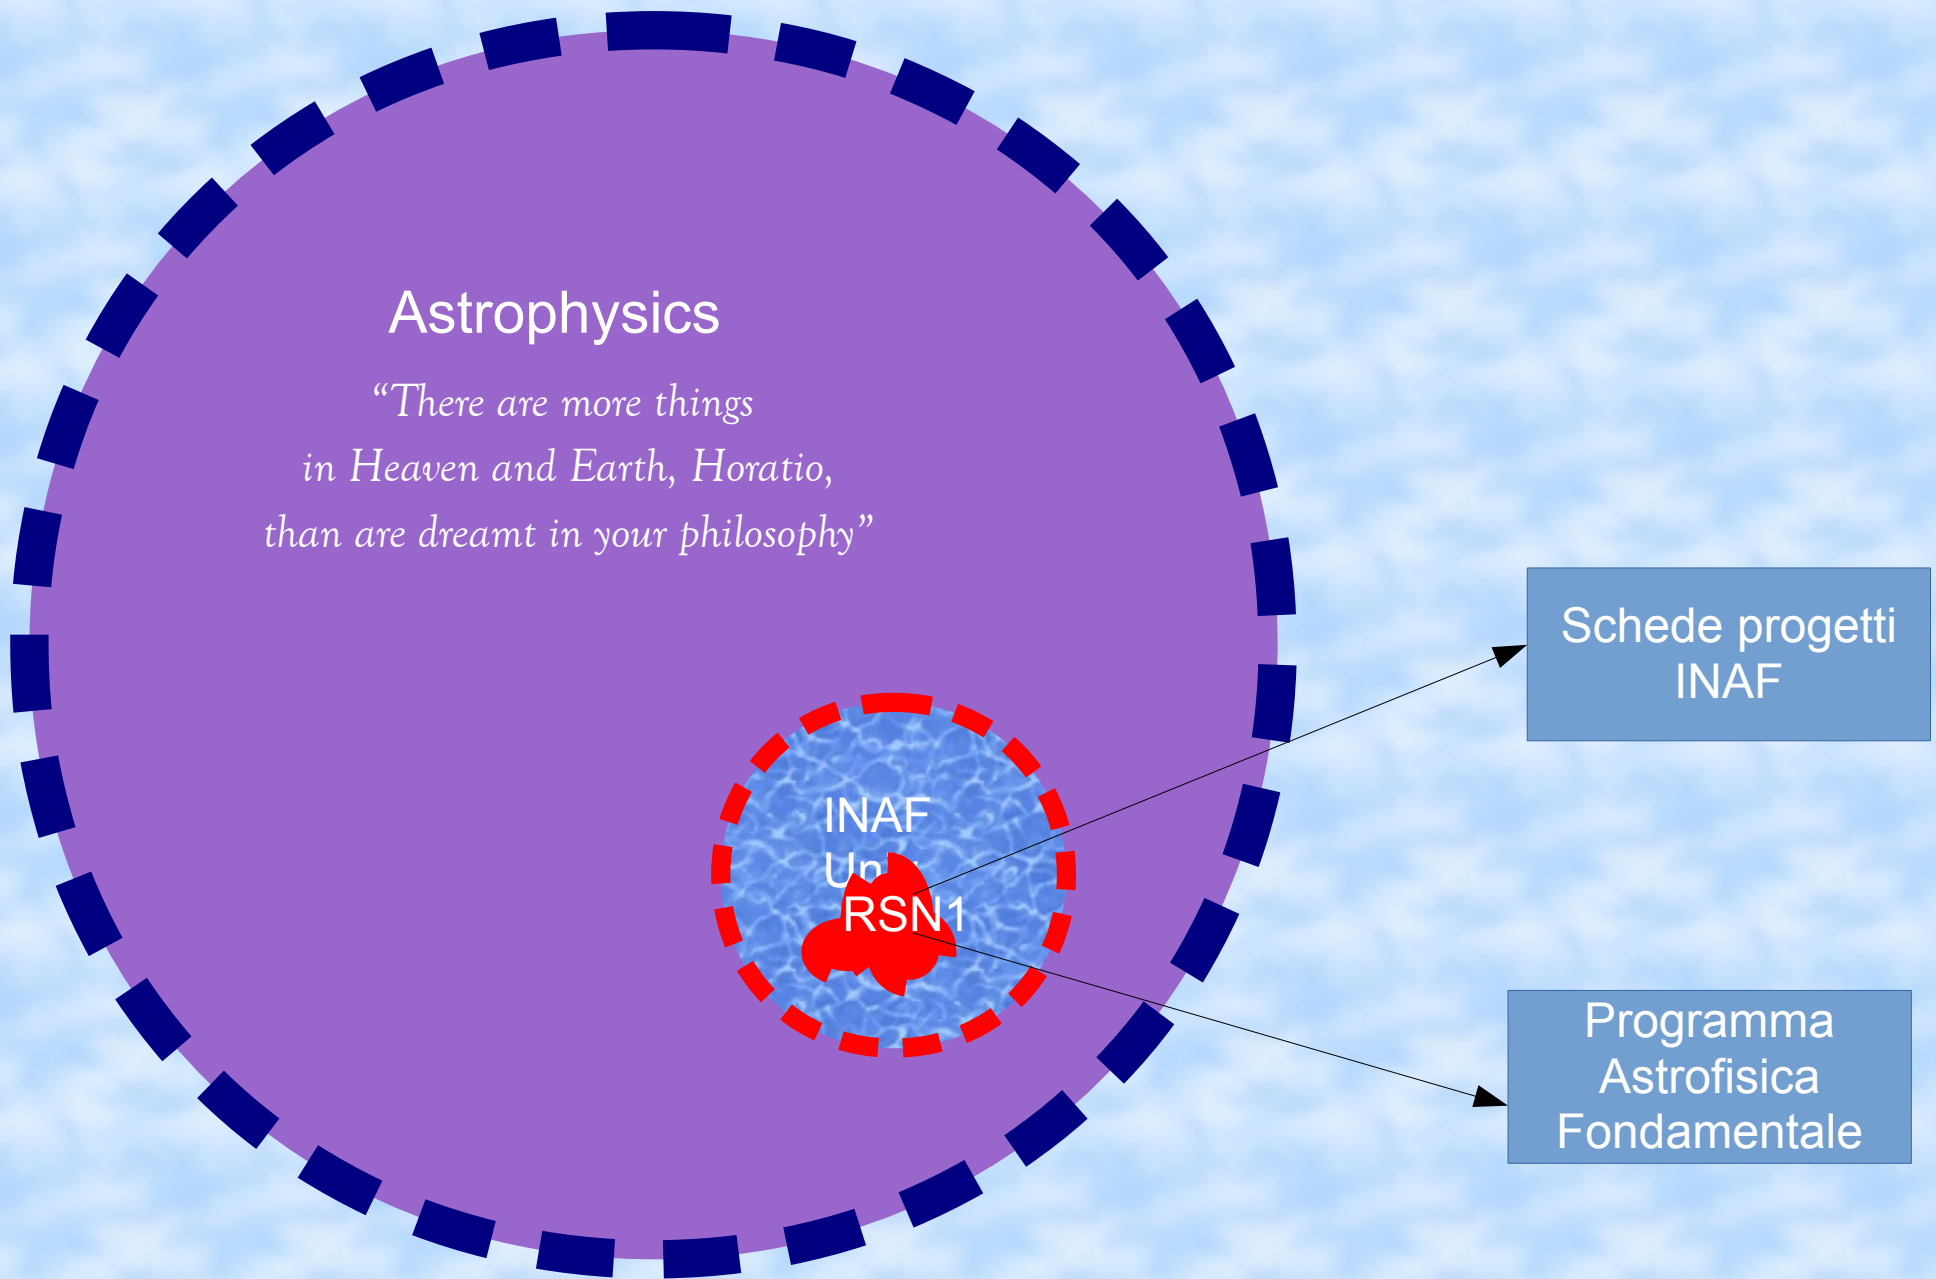 Astrophysics
“There are more things
in Heaven and Earth, Horatio,
than are dreamt in your philosophy”
Schede progetti
INAF
INAF
RSN1
Programma
Astrofisica
Fondamentale